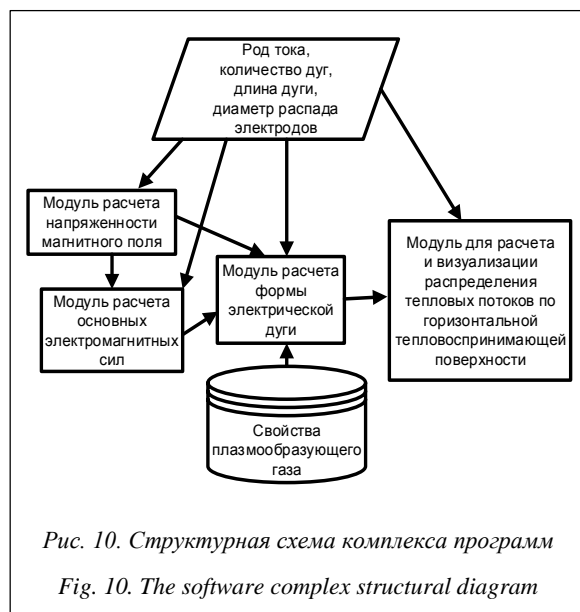 Род тока,
количество дуг,
длина дуги,
диаметр распада
электродов
Модуль расчета
напряженности
магнитного поля
Модуль расчета
основных
электромагнитных
сил
Модуль расчета
формы
электрической
дуги
Модуль для расчета
и визуализации
распределения
тепловых потоков по
горизонтальной
тепловоспринимающей
поверхности
Свойства
плазмообразующего
газа
Рис. 10. Структурная схема комплекса программ
Fig. 10. The software complex structural diagram